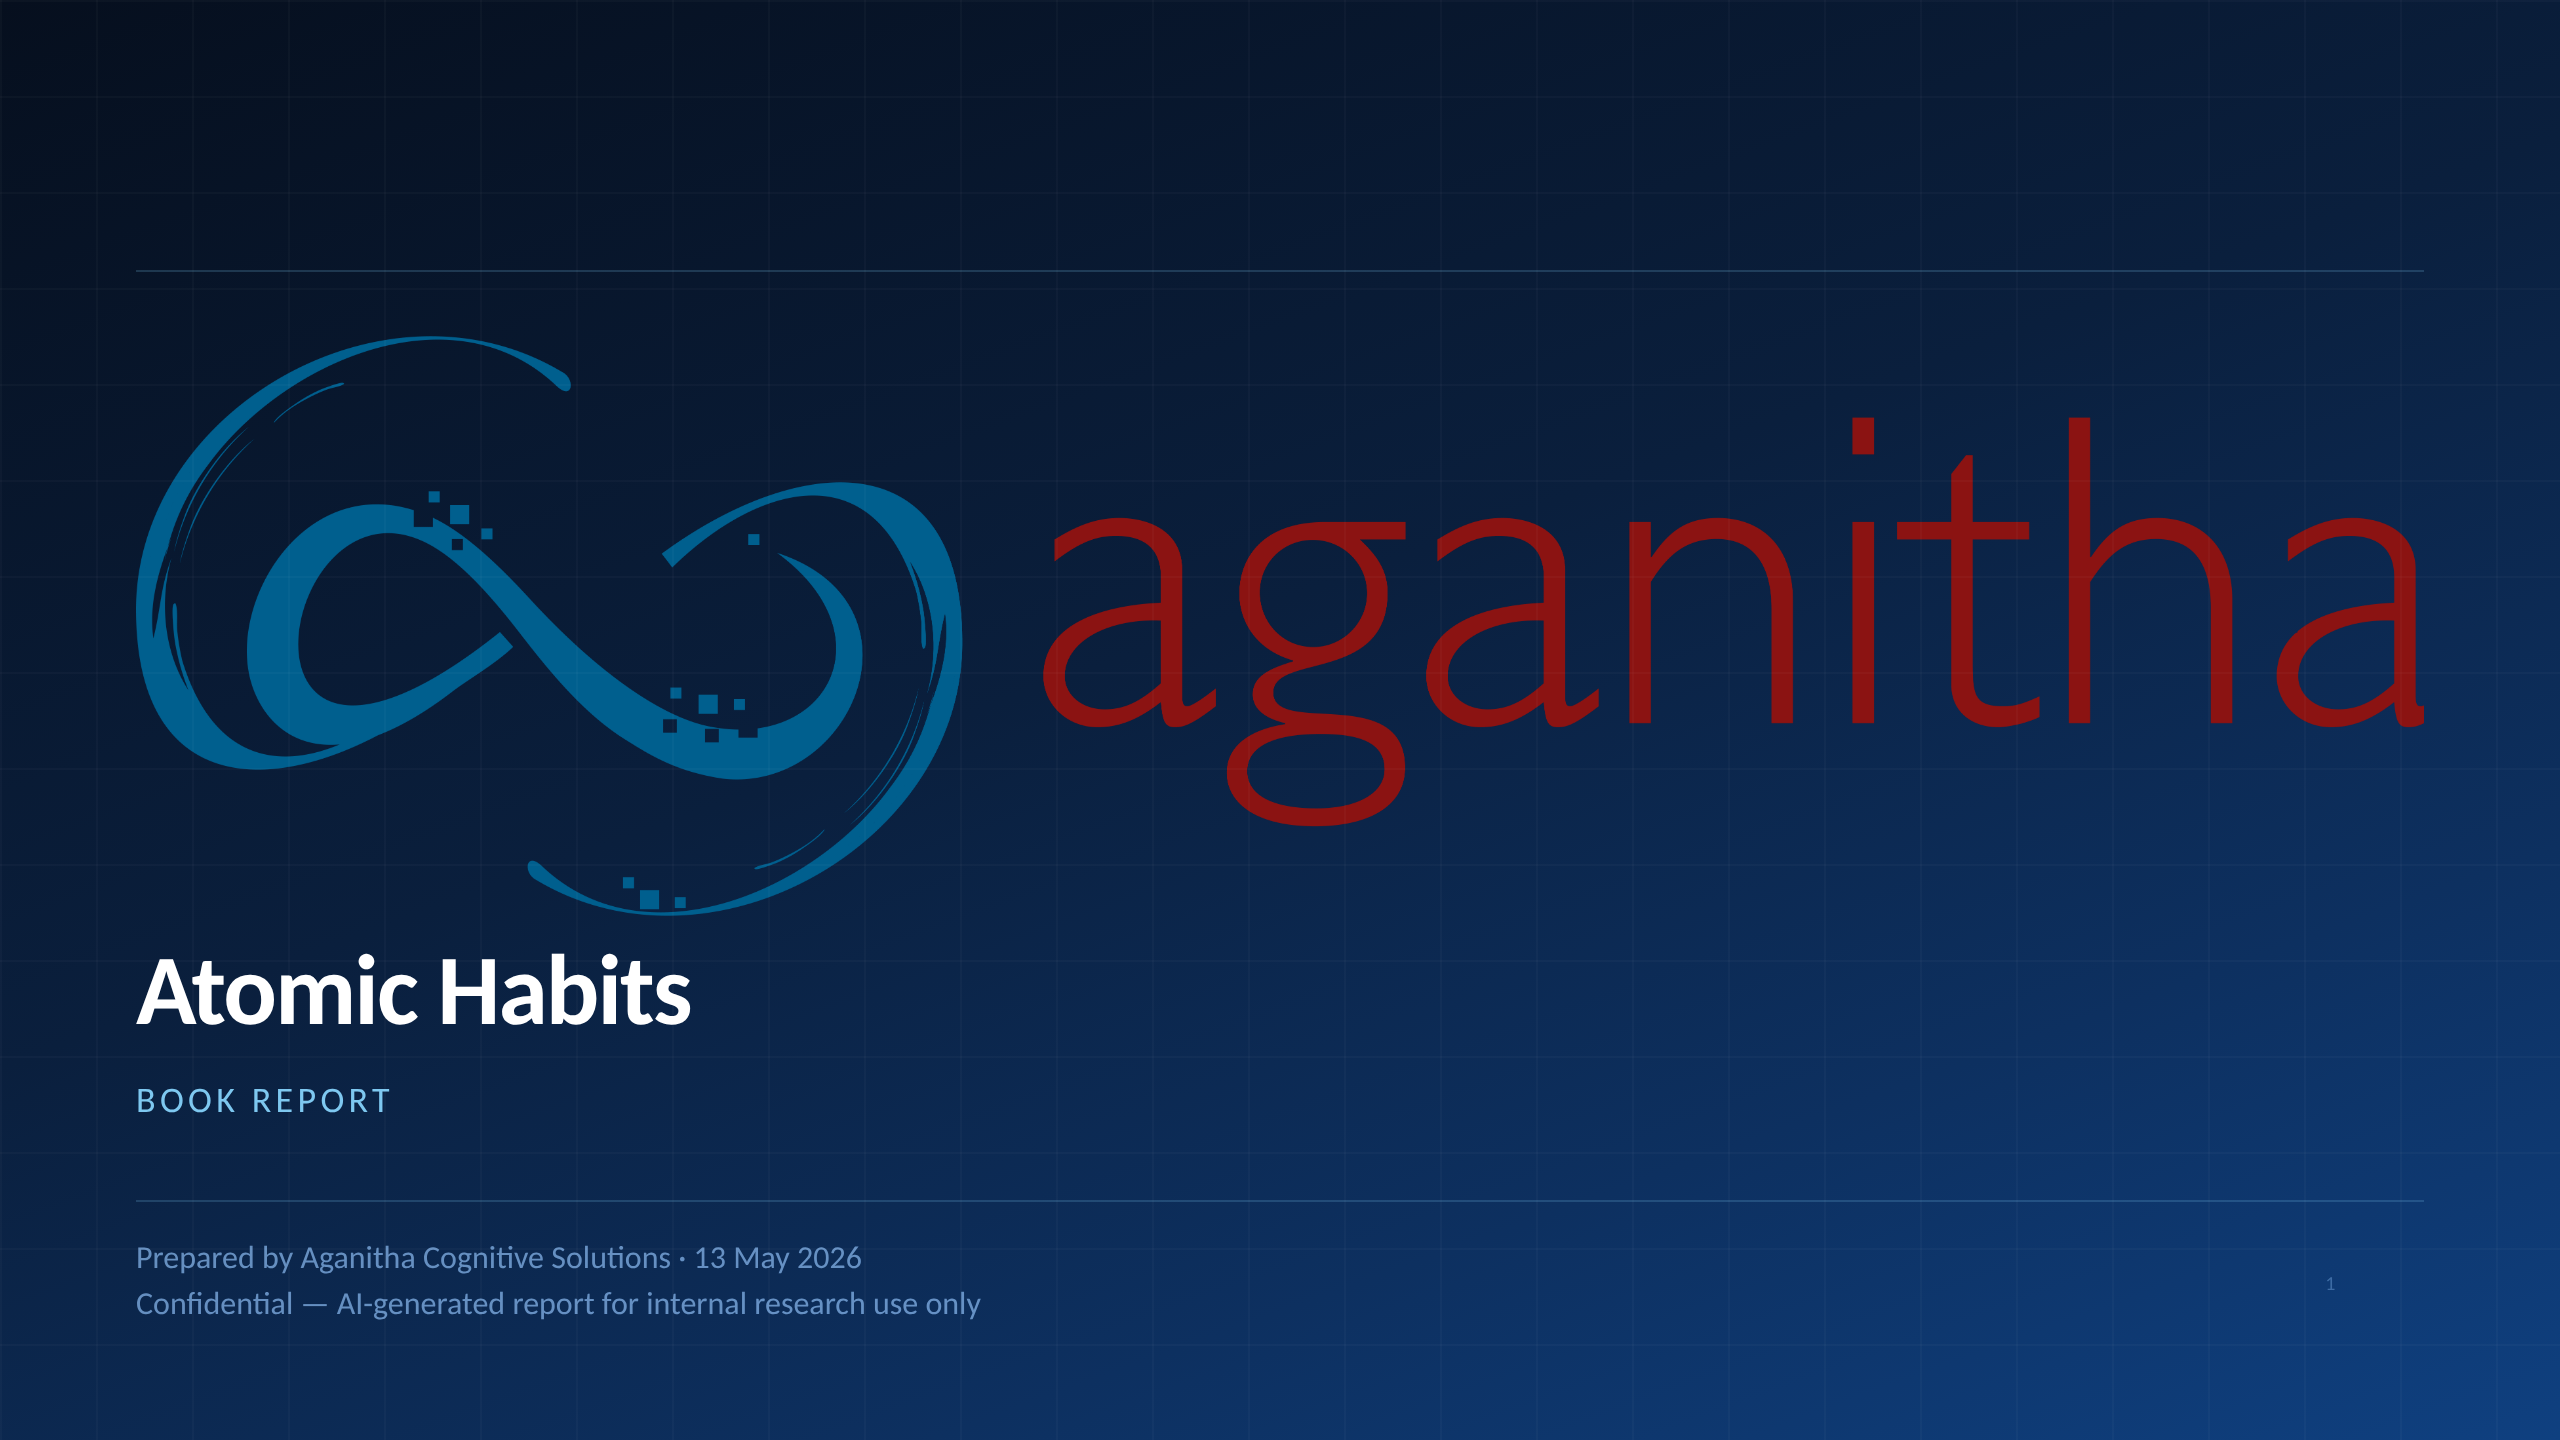 aganitha
Atomic Habits
BOOK REPORT
Prepared by Aganitha Cognitive Solutions · 13 May 2026
Confidential — AI-generated report for internal research use only
1